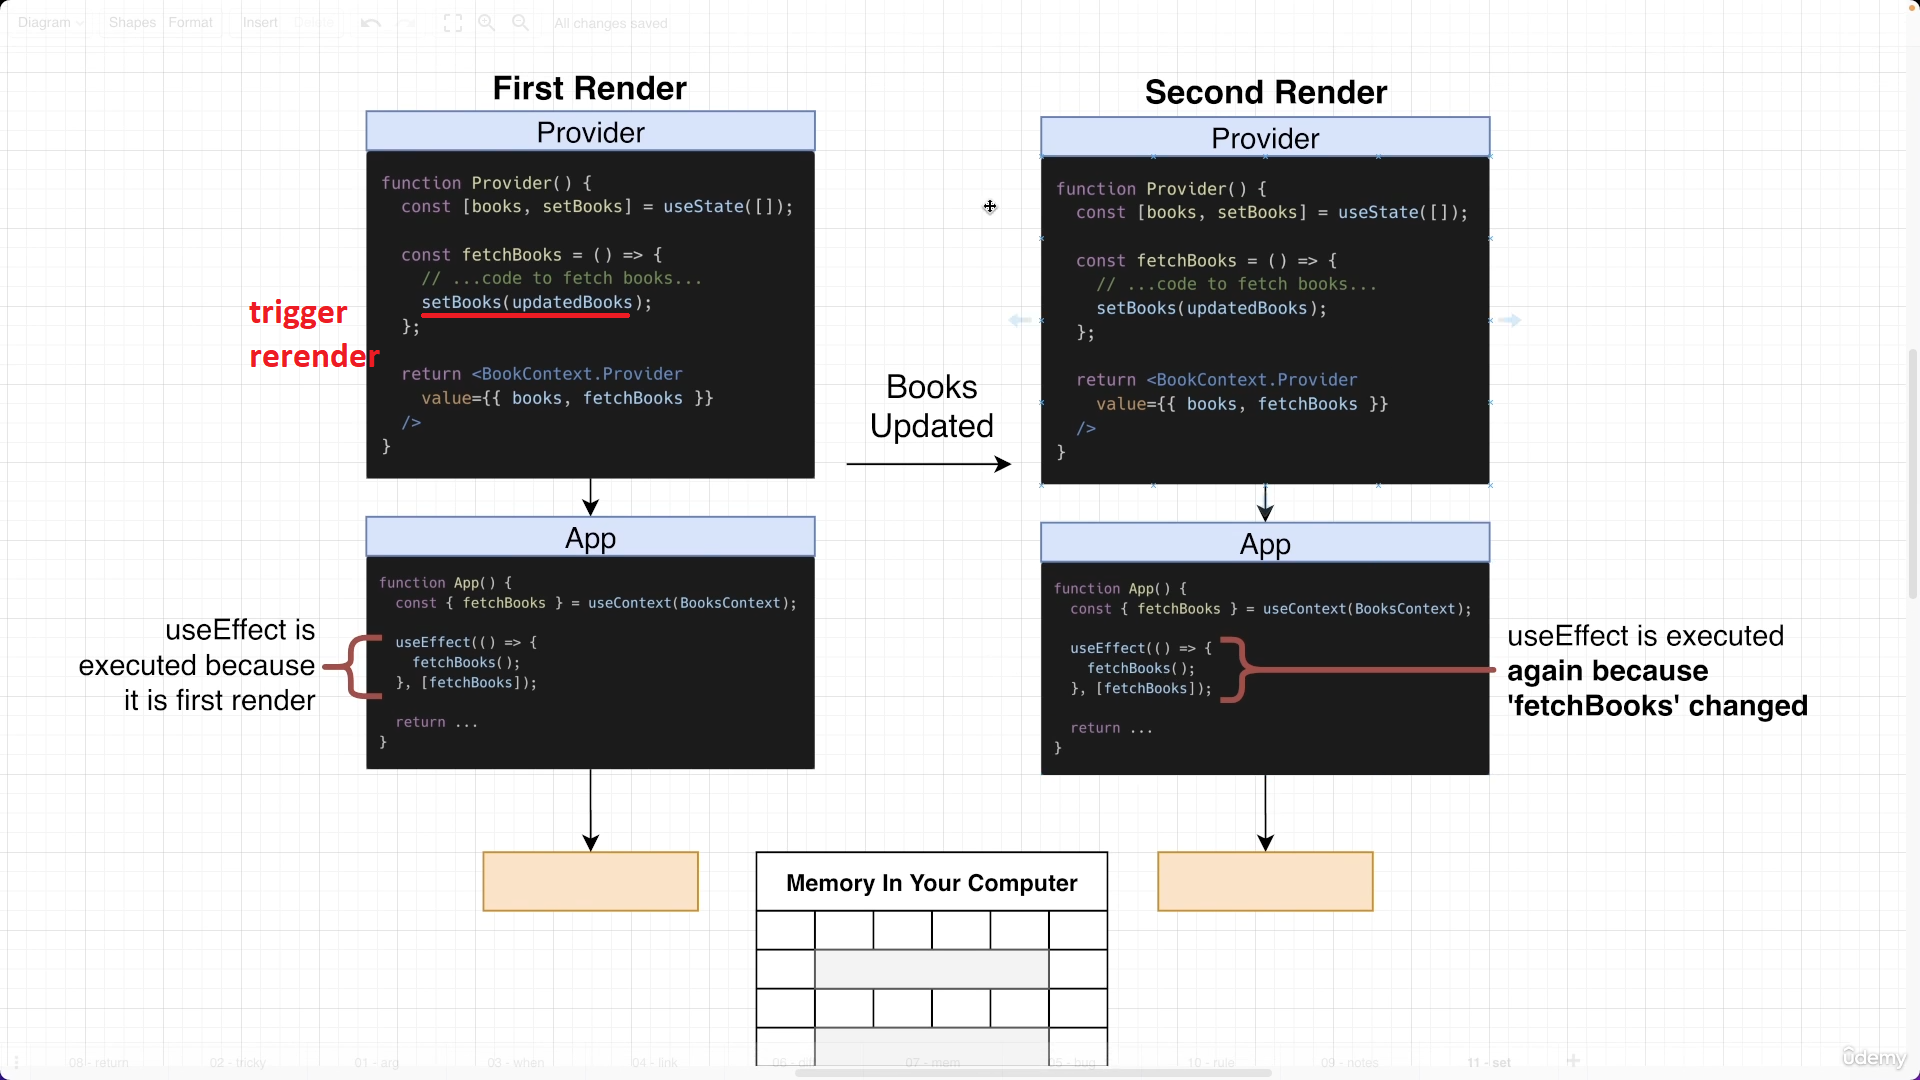 Diagram
Shapes
Format
Insert
Delete
All changes saved
First Render
Provider
function Provider() {
const [books, setBooks] = useState([]);
const fetchBooks = () => {
// ...code to fetch books...
setBooks(updatedBooks);
};
return <BookContext.Provider
value={{ books, fetchBooks }}
/>
}
trigger
rerender
App
function App() {
const { fetchBooks } = useContext(BooksContext);
useEffect(() => {
fetchBooks();
}, [fetchBooks]);
return ...
}
useEffect is
executed because
it is first render
Books
Updated
Second Render
Provider
function Provider() {
const [books, setBooks] = useState([]);
const fetchBooks = () => {
// ...code to fetch books...
setBooks(updatedBooks);
};
return <BookContext.Provider
value={{ books, fetchBooks }}
/>
}
App
function App() {
const { fetchBooks } = useContext(BooksContext);
useEffect(() => {
fetchBooks();
}, [fetchBooks]);
return ...
}
useEffect is executed
again because
'fetchBooks' changed
Memory In Your Computer
06 - return
02 - tricky
01 - arg
03 - when
04 - link
07 - mem
05 - bug
10 - rule
09 - notes
11 - set
ûdemy